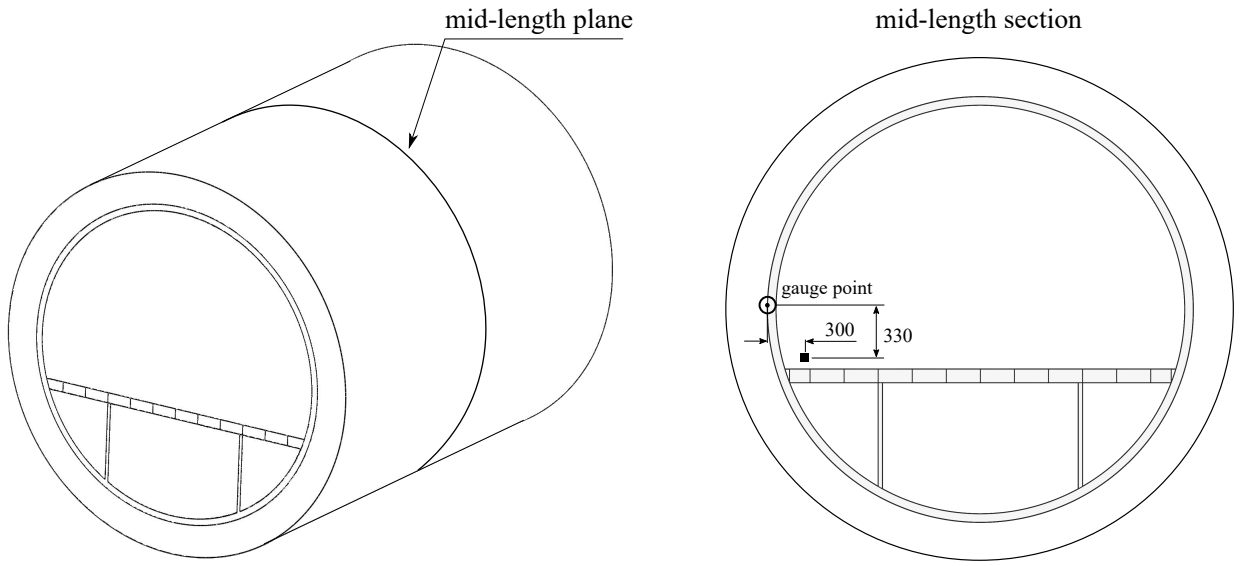 mid-length plane
mid-length section
gauge point
300
330